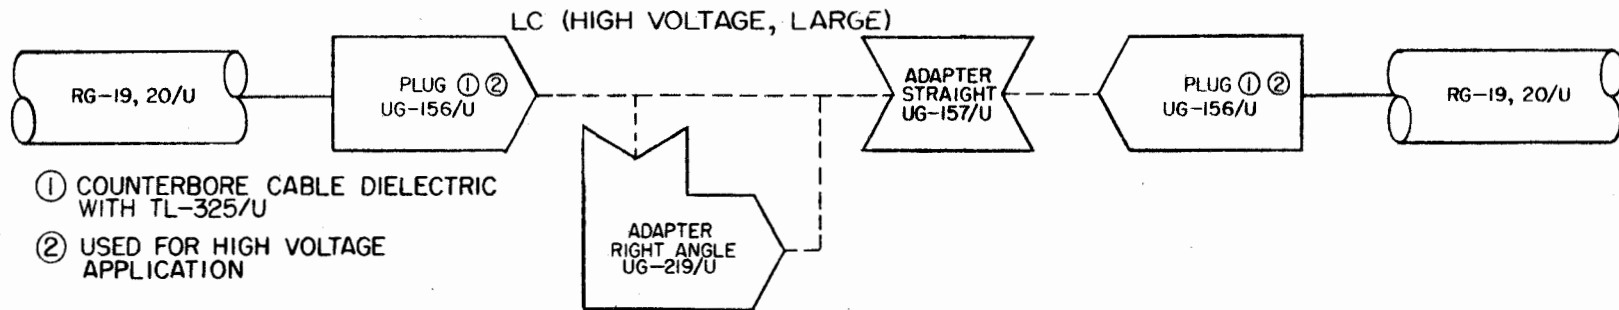 LC (HIGH VOLTAGE, LARGE)
RG-19, 20/U
PLUG ① ②
UG-156/U
ADAPTER
STRAIGHT
UG-157/U
PLUG ① ②
UG-156/U
RG-19, 20/U
① COUNTERBORE CABLE DIELECTRIC
WITH TL-325/U
② USED FOR HIGH VOLTAGE
APPLICATION
ADAPTER
RIGHT ANGLE
UG-219/U